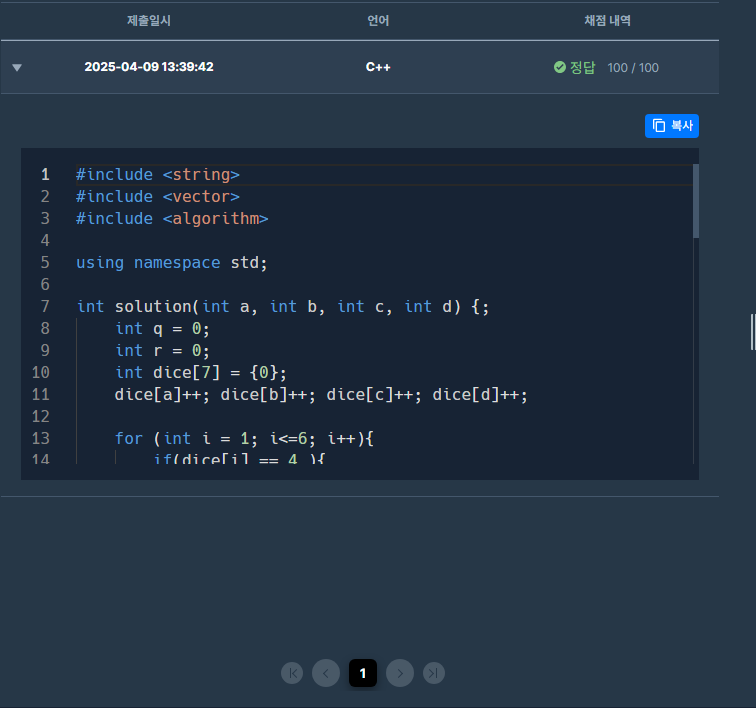 제출일시 언어 채점 내역
2025-04-09 13:39:42 C++ 정답 100 / 100
복사
1 #include <string>
2 #include <vector>
3 #include <algorithm>
4
5 using namespace std;
6
7 int solution(int a, int b, int c, int d) {;
8     int q = 0;
9     int r = 0;
10     int dice[7] = {0};
11     dice[a]++; dice[b]++; dice[c]++; dice[d]++;
12
13     for (int i = 1; i<=6; i++){
14         if(dice[i] == 4 ){
1